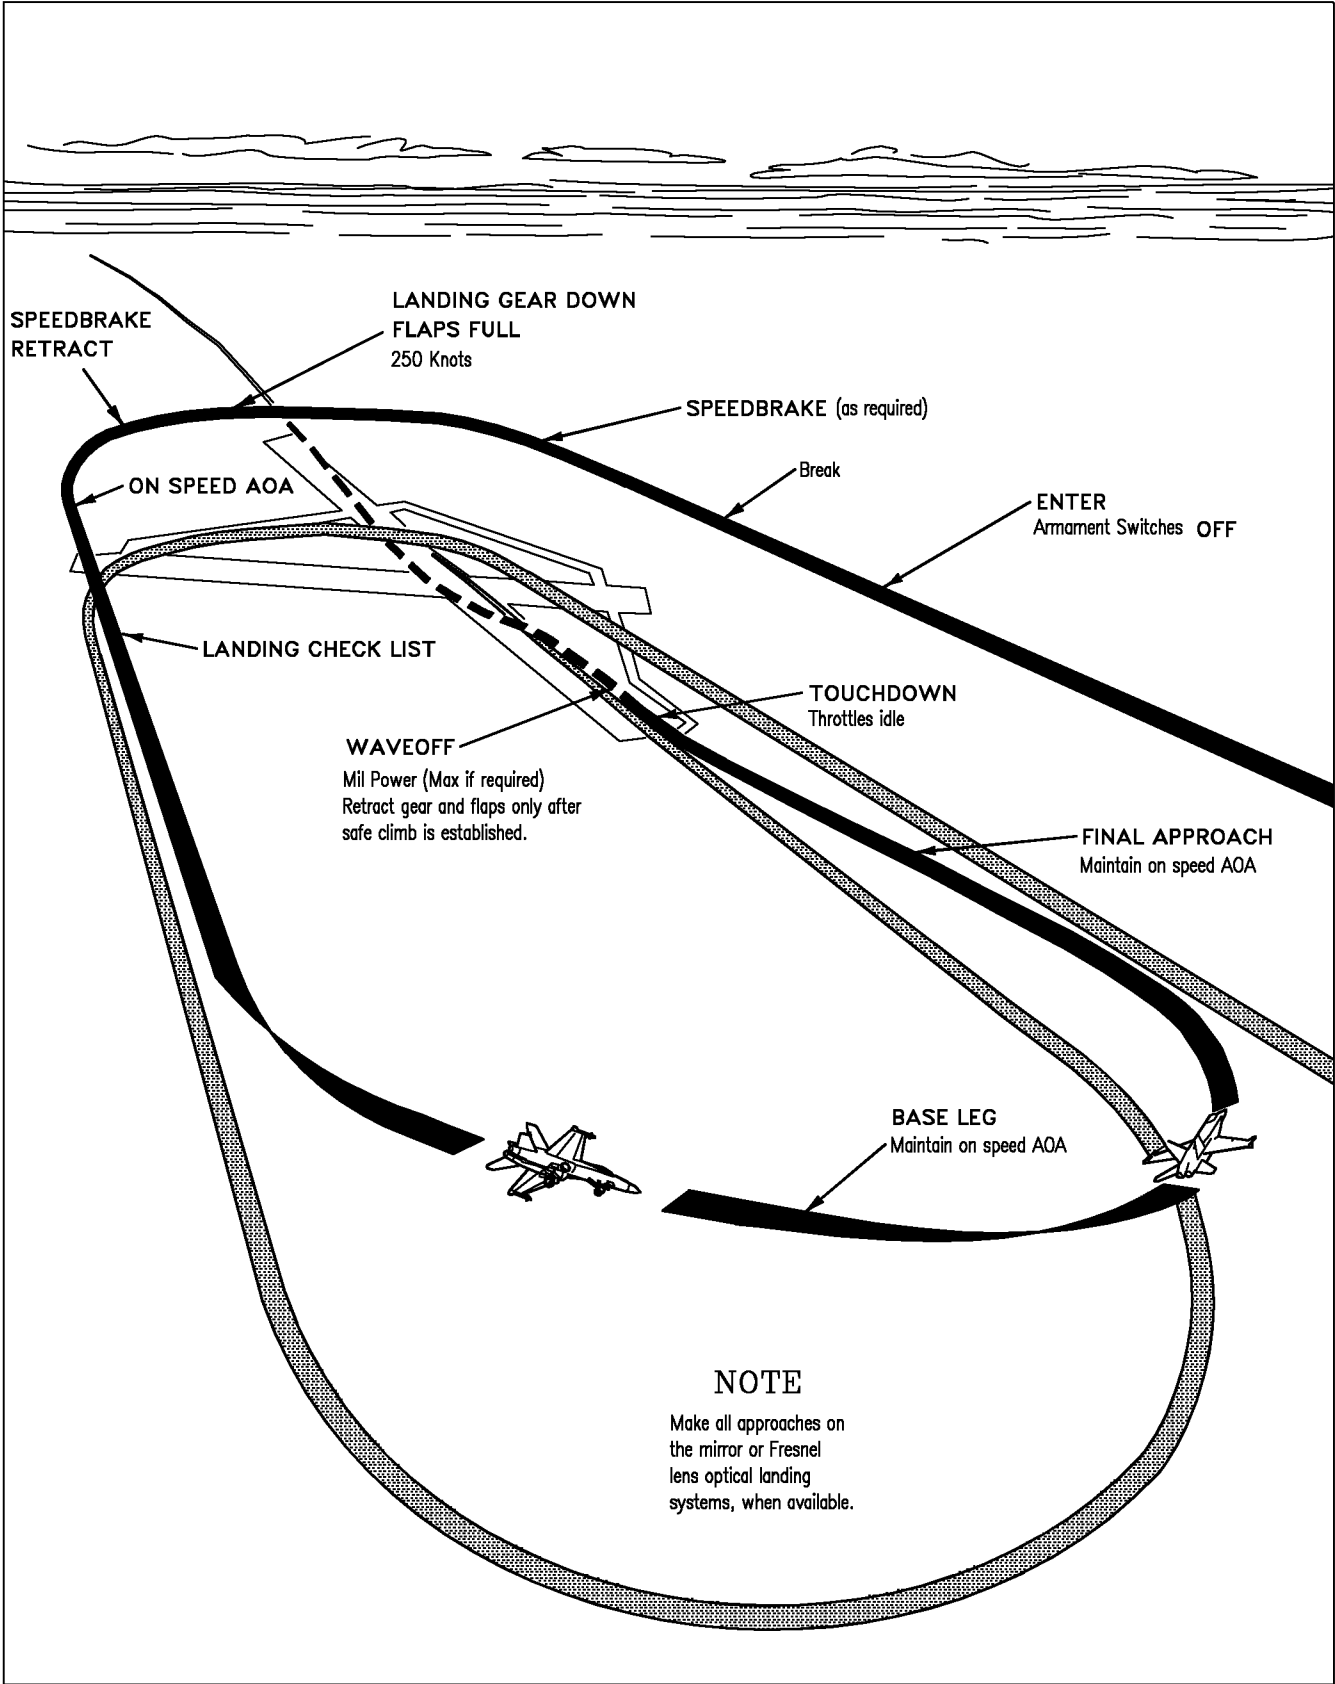 LANDING GEAR DOWN
FLAPS FULL
250 Knots
SPEEDBRAKE
RETRACT
SPEEDBRAKE (as required)
Break
ON SPEED AOA
ENTER
Armament Switches OFF
LANDING CHECK LIST
TOUCHDOWN
Throttles idle
WAVEOFF
Mil Power (Max if required)
Retract gear and flaps only after
safe climb is established.
FINAL APPROACH
Maintain on speed AOA
BASE LEG
Maintain on speed AOA
NOTE
Make all approaches on
the mirror or Fresnel
lens optical landing
systems, when available.